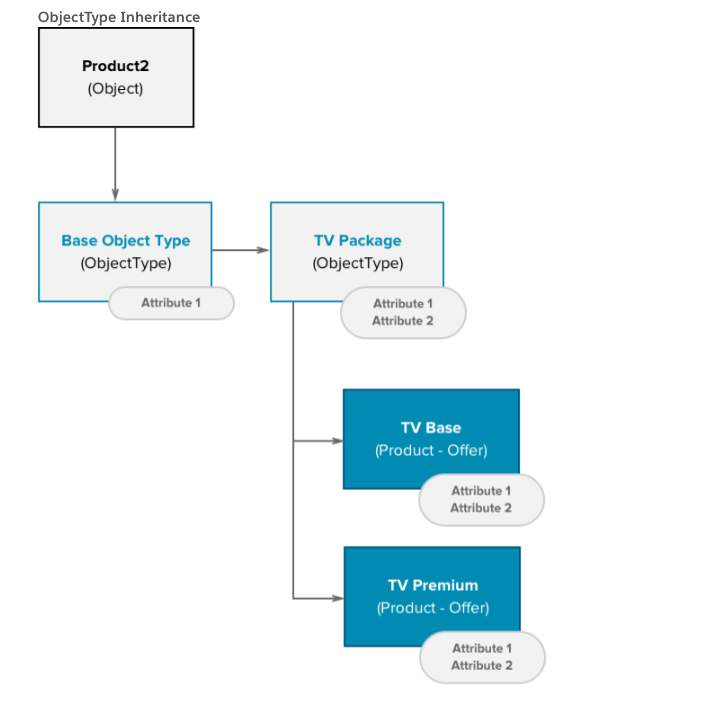 ObjectType Inheritance
Product2
(Object)
Base Object Type
(ObjectType)
Attribute 1
TV Package
(ObjectType)
Attribute 1
Attribute 2
TV Base
(Product - Offer)
Attribute 1
Attribute 2
TV Premium
(Product - Offer)
Attribute 1
Attribute 2